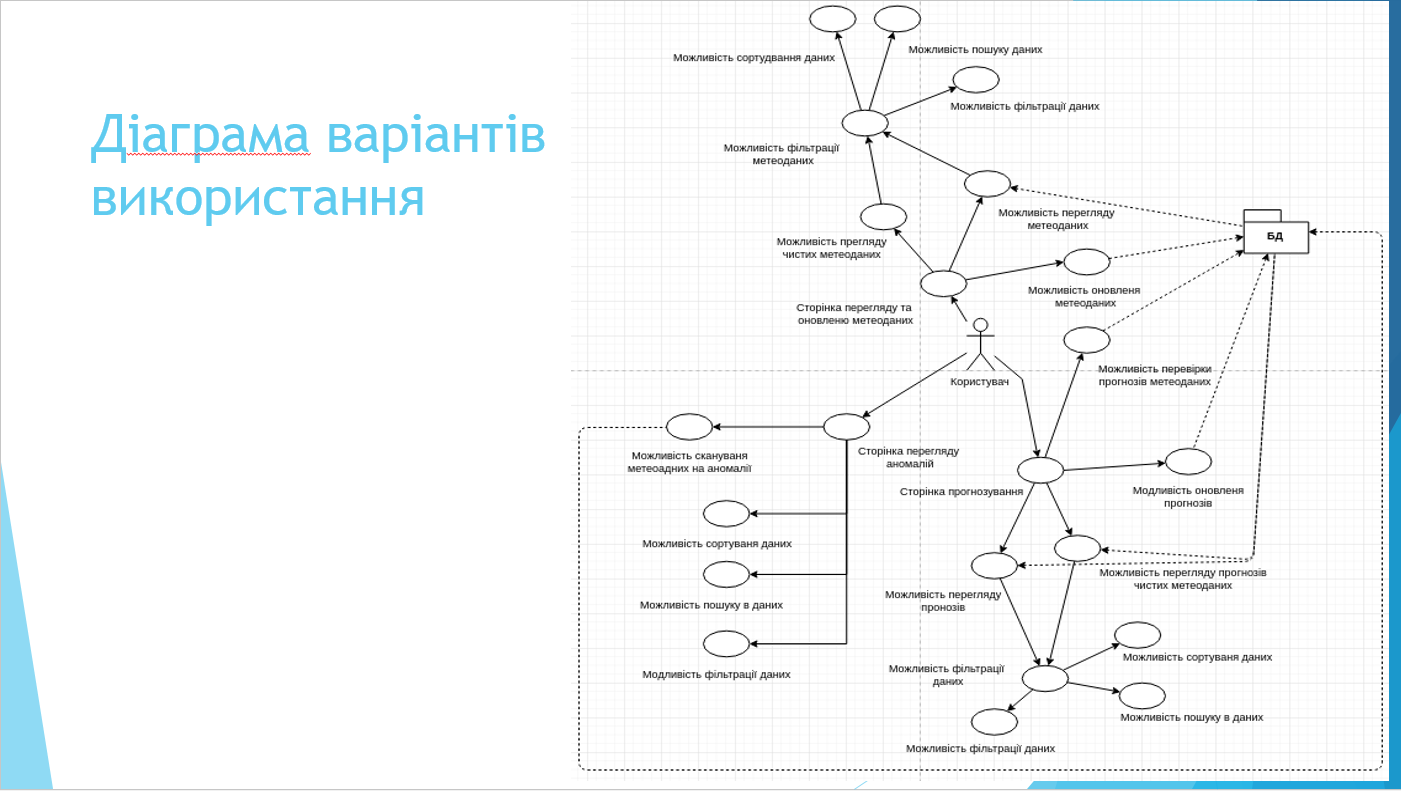 Діаграма варіантів
використання
Можливість сортудвання даних
Можливість пошуку даних
Можливість фільтрації даних
Можливість фільтрації
метеоданих
Можливість перегляду
метеоданих
БД
Можливість прегляду
чистих метеоданих
Можливість оновленя
метеоданих
Сторінка перегляду та
оновленю метеоданих
Користувач
Можливість перевірки
прогнозів метеоданих
Сторінка перегляду
аномалій
Можливість скануваня
метеоадних на аномалії
Сторінка прогнозування
Модливість оновленя
прогнозів
Можливість сортуваня даних
Можливість перегляду прогнозів
чистих метеоданих
Можливість перегляду
пронозів
Можливість пошуку в даних
Модливість фільтрації даних
Можливість фільтрації
даних
Можливість сортуваня даних
Можливість пошуку в даних
Можливість фільтрації даних